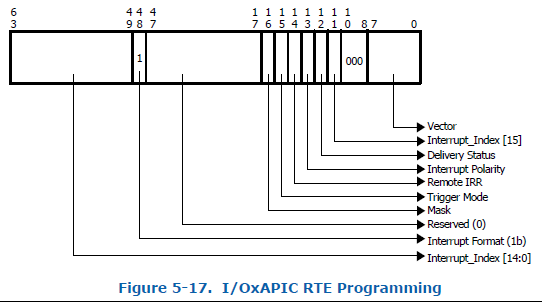 6 4 4 4 1 1 1 1 1 1 1 1
3 9 8 7 7 6 5 4 3 2 1 0 8 7 0
1
000
Vector
Interrupt_Index [15]
Delivery Status
Interrupt Polarity
Remote IRR
Trigger Mode
Mask
Reserved (0)
Interrupt Format (1b)
Interrupt_Index [14:0]
Figure 5-17. I/OxAPIC RTE Programming